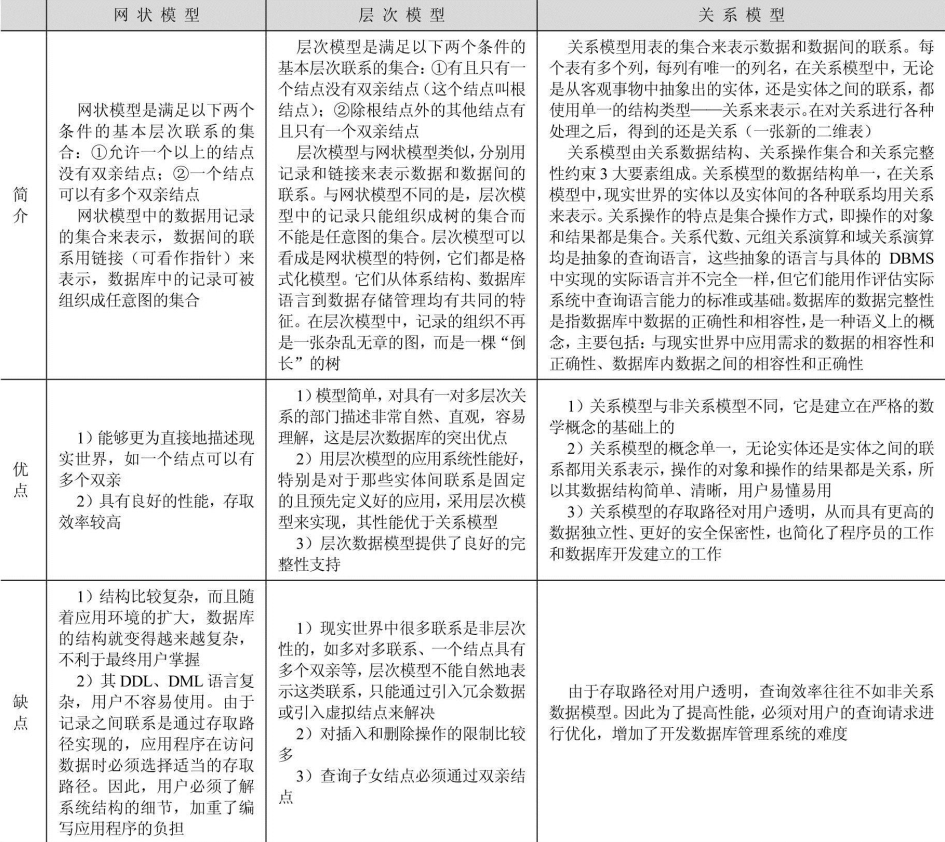 网状模型
层次模型
关系模型
简
介
网状模型是满足以下两个
条件的基本层次联系的集
合：①允许一个以上的结点
没有双亲结点；②一个结点
可以有多个双亲结点
网状模型中的数据用记录
的集合来表示，数据间的联
系用链接（可看作指针）来
表示，数据库中的记录可被
组织成任意图的集合
层次模型是满足以下两个条件的
基本层次联系的集合：①有且只有一
个结点没有双亲结点（这个结点叫根
结点）；②除根结点外的其他结点有
且只有一个双亲结点
层次模型与网状模型类似，分别用
记录和链接来表示数据和数据间的
联系。与网状模型不同的是，层次模
型中的记录只能组织成树的集合而
不能是任意图的集合。层次模型可以
看成是网状模型的特例，它们都是格
式化模型。它们从体系结构、数据库
语言到数据存储管理均有共同的特
征。在层次模型中，记录的组织不再
是一张杂乱无章的图，而是一棵“倒
长”的树
关系模型用表的集合来表示数据和数据间的联系。每
个表有多个列，每列有唯一的列名，在关系模型中，无论
是从客观事物中抽象出的实体，还是实体之间的联系，都
使用单一的结构类型——关系来表示。在对关系进行各种
处理之后，得到的还是关系（一张新的二维表）
关系模型由关系数据结构、关系操作集合和关系完整
性约束 3 大要素组成。关系模型的数据结构单一，在关系
模型中，现实世界的实体以及实体间的各种联系均用关系
来表示。关系操作的特点是集合操作方式，即操作的对象
和结果都是集合。关系代数、元组关系演算和域关系演算
均是抽象的查询语言，这些抽象的语言与具体的 DBMS
中实现的实际语言并不完全一样，但它们能用作评估实际
系统中查询语言能力的标准或基础。数据库的数据完整性
是指数据库中数据的正确性和相容性，是一种语义上的概
念，主要包括：与现实世界中应用需求的数据的相容性和
正确性、数据库内数据之间的相容性和正确性
优
点
1）能够更为直接地描述现
实世界，如一个结点可以有
多个双亲
2）具有良好的性能，存取
效率较高
1）模型简单，对具有一对多层次关
系的部门描述非常自然、直观，容易
理解，这是层次数据库的突出优点
2）用层次模型的应用系统性能好，
特别是对于那些实体间联系是固定
的且预先定义好的应用，采用层次模
型来实现，其性能优于关系模型
3）层次数据模型提供了良好的完
整性支持
1）关系模型与非关系模型不同，它是建立在严格的数
学概念的基础上的
2）关系模型的概念单一，无论实体还是实体之间的联
系都用关系表示，操作的对象和操作的结果都是关系，所
以其数据结构简单、清晰，用户易懂易用
3）关系模型的存取路径对用户透明，从而具有更高的
数据独立性、更好的安全保密性，也简化了程序员的工作
和数据库开发建立的工作
缺
点
1）结构比较复杂，而且随
着应用环境的扩大，数据库
的结构就变得越来越复杂，
不利于最终用户掌握
2）其 DDL、DML 语言复
杂，用户不容易使用。由于
记录之间联系是通过存取路
径实现的，应用程序在访问
数据时必须选择适当的存取
路径。因此，用户必须了解
系统结构的细节，加重了编
写应用程序的负担
1）现实世界中很多联系是非层次
性的，如多对多联系、一个结点具有
多个双亲等，层次模型不能自然地表
示这类联系，只能通过引入冗余数据
或引入虚拟结点来解决
2）对插入和删除操作的限制比较
多
3）查询子女结点必须通过双亲结
点
由于存取路径对用户透明，查询效率往往不如非关系
数据模型。因此为了提高性能，必须对用户的查询请求进
行优化，增加了开发数据库管理系统的难度